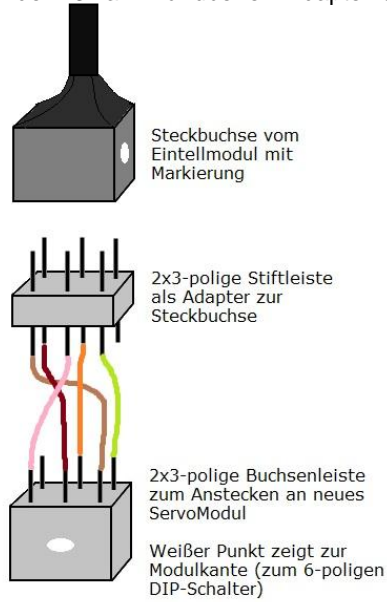 Steckbuchse vom
Eintellmodul mit
Markierung
2x3-polige Stiftleiste
als Adapter zur
Steckbuchse
2x3-polige Buchsenleiste
zum Anstecken an neues
ServoModul
Weißer Punkt zeigt zur
Modulkante (zum 6-poligen
DIP-Schalter)